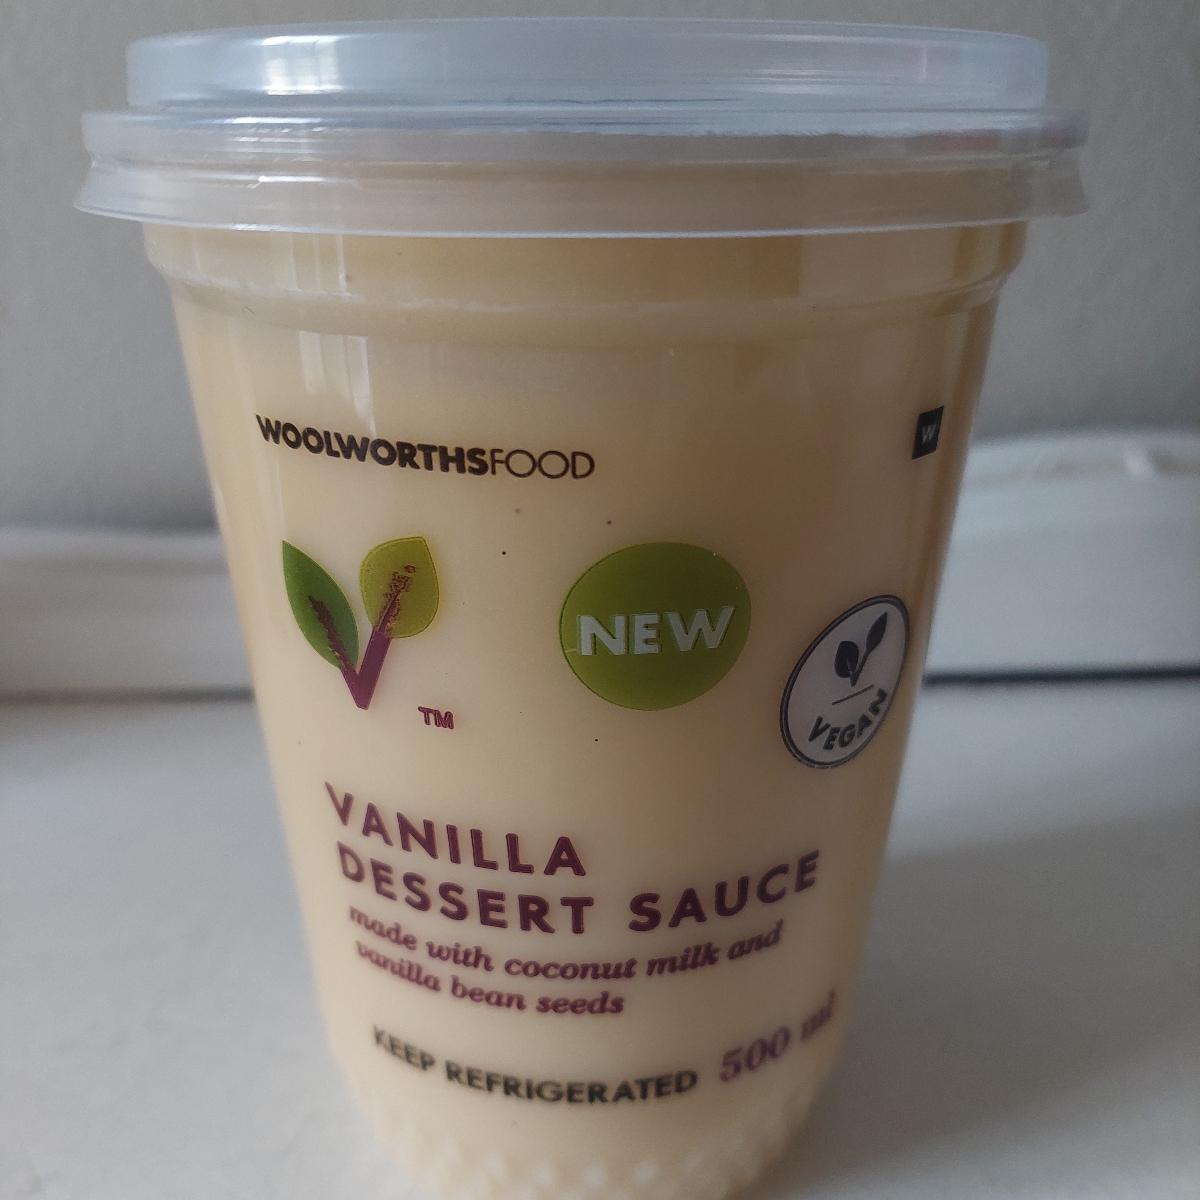 WOOLWORTHSFOOD
W
NEW
VEGAN
TM
VANILLA
DESSERT SAUCE
made with coconut milk and
vanilla bean seeds
KEEP REFRIGERATED 500 ml